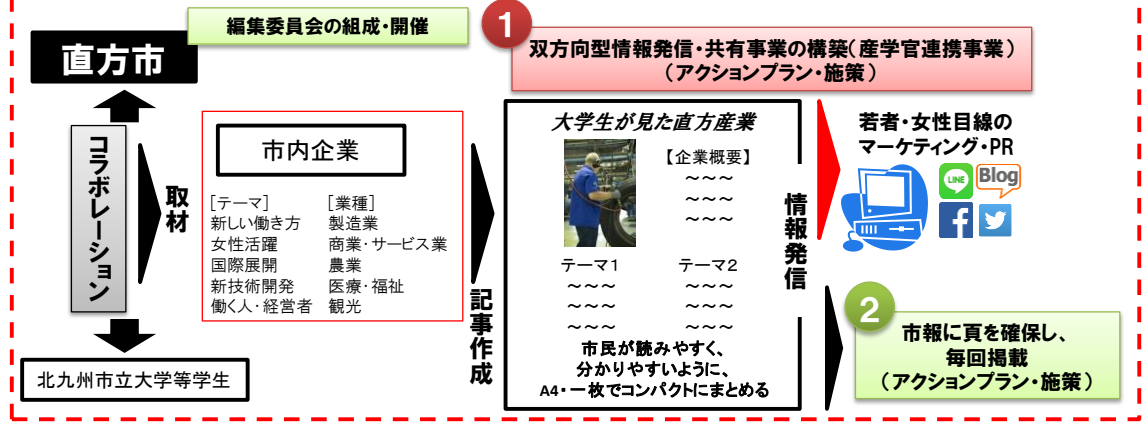 編集委員会の組成・開催
1
双方向型情報発信・共有事業の構築(産学官連携事業)
(アクションプラン・施策)
直方市
コラボレーション
北九州市立大学等学生
取材
市内企業
[テーマ] [業種]
新しい働き方 製造業
女性活躍 商業・サービス業
国際展開 農業
新技術開発 医療・福祉
働く人・経営者 観光
記事作成
大学生が見た直方産業
【企業概要】
~~~
~~~
~~~
テーマ1 テーマ2
~~~ ~~~
~~~ ~~~
~~~ ~~~
市民が読みやすく、
分かりやすいように、
A4・一枚でコンパクトにまとめる
情報発信
若者・女性目線の
マーケティング・PR
LINE
Blog
2
市報に頁を確保し、
毎回掲載
(アクションプラン・施策)